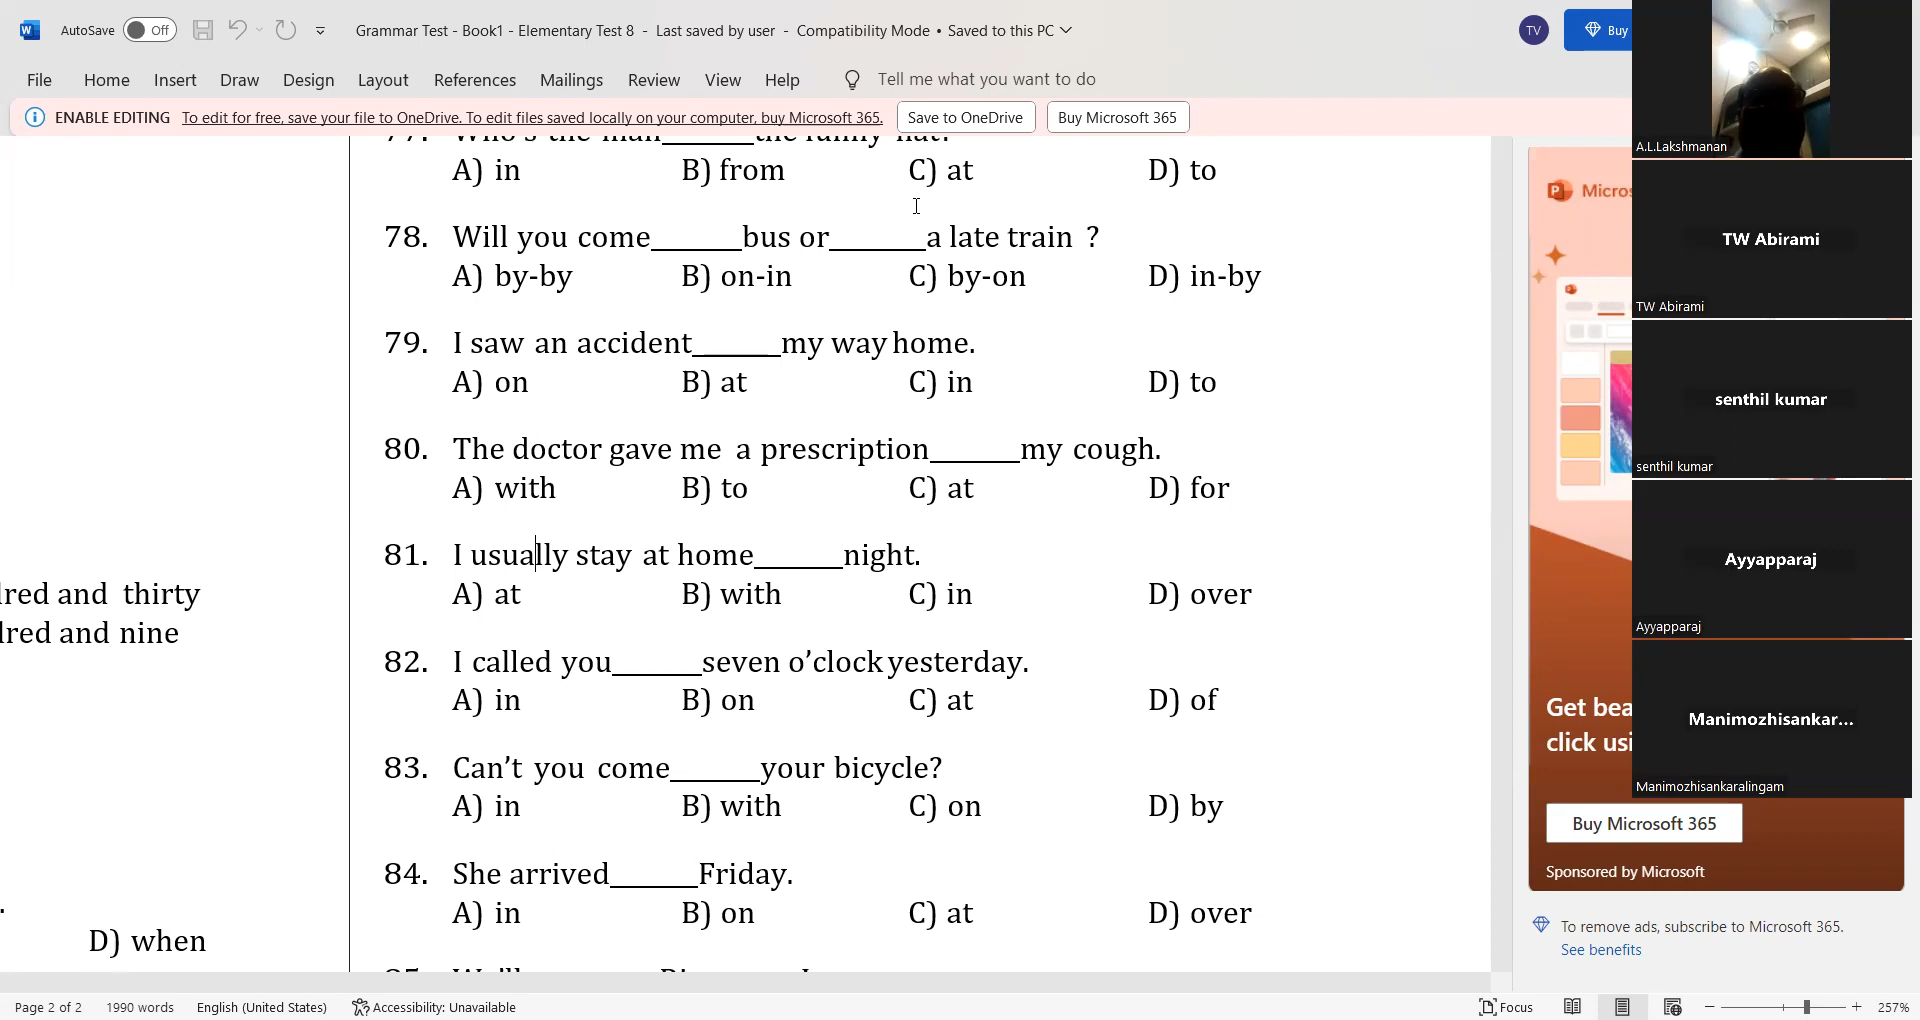 AutoSave Off Grammar Test - Book1 - Elementary Test 8 - Last saved by user - Compatibility Mode • Saved to this PC TV Buy
File Home Insert Draw Design Layout References Mailings Review View Help Tell me what you want to do
ENABLE EDITING To edit for free, save your file to OneDrive. To edit files saved locally on your computer, buy Microsoft 365. Save to OneDrive Buy Microsoft 365
77. Who's the man______the funny hat?
A) in B) from C) at D) to
78. Will you come______bus or______a late train ?
A) by-by B) on-in C) by-on D) in-by
79. I saw an accident______my way home.
A) on B) at C) in D) to
80. The doctor gave me a prescription______my cough.
A) with B) to C) at D) for
81. I usually stay at home______night.
A) at B) with C) in D) over
82. I called you______seven o’clock yesterday.
A) in B) on C) at D) of
83. Can’t you come______your bicycle?
A) in B) with C) on D) by
84. She arrived______Friday.
A) in B) on C) at D) over
and thirty
and nine
D) when
A.L.Lakshmanan
TW Abirami
TW Abirami
senthil kumar
senthil kumar
Ayyapparaj
Ayyapparaj
Manimozhisankar...
Manimozhisankaralingam
Get
click
Buy Microsoft 365
Sponsored by Microsoft
To remove ads, subscribe to Microsoft 365.
See benefits
Page 2 of 2 1990 words English (United States) Accessibility: Unavailable Focus 257%